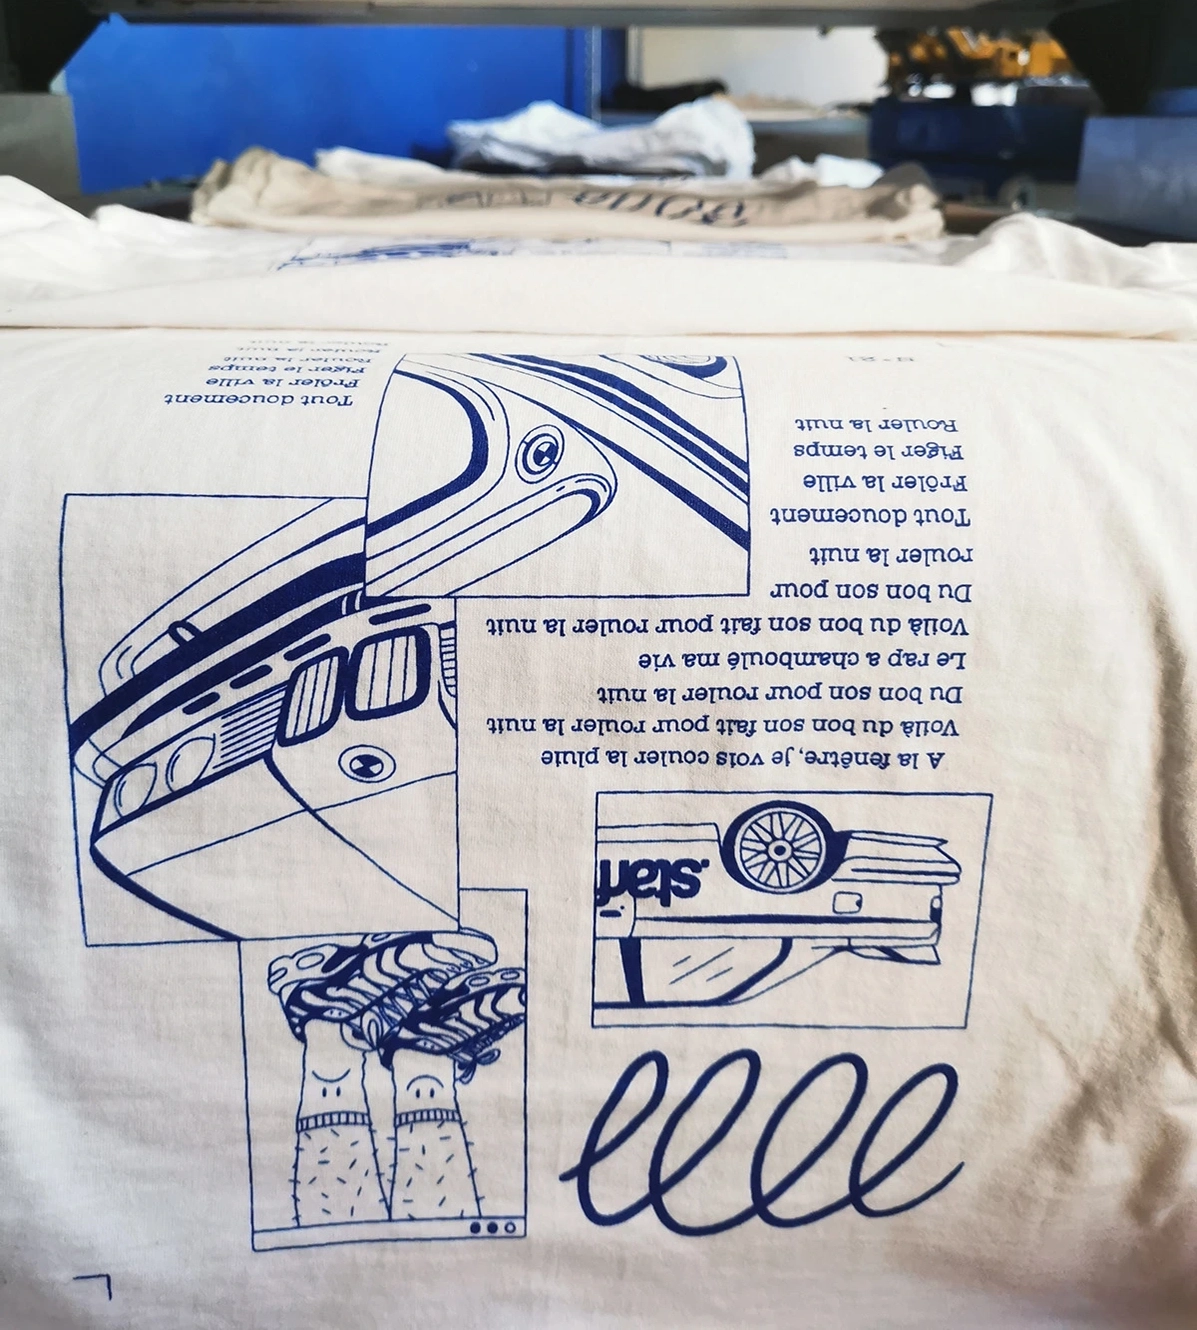 A la fenêtre, je vois couler la pluie
Voilà du bon son fait pour rouler la nuit
Du bon son pour rouler la nuit
Le rap a chamboulé ma vie
Voilà du bon son fait pour rouler la nuit
Du bon son pour
rouler la nuit
Tout doucement
Frôler la ville
Figer le temps
Rouler la nuit
Tout doucement
Frôler la ville
Figer le temps
Rouler la nuit
Rouler la nuit